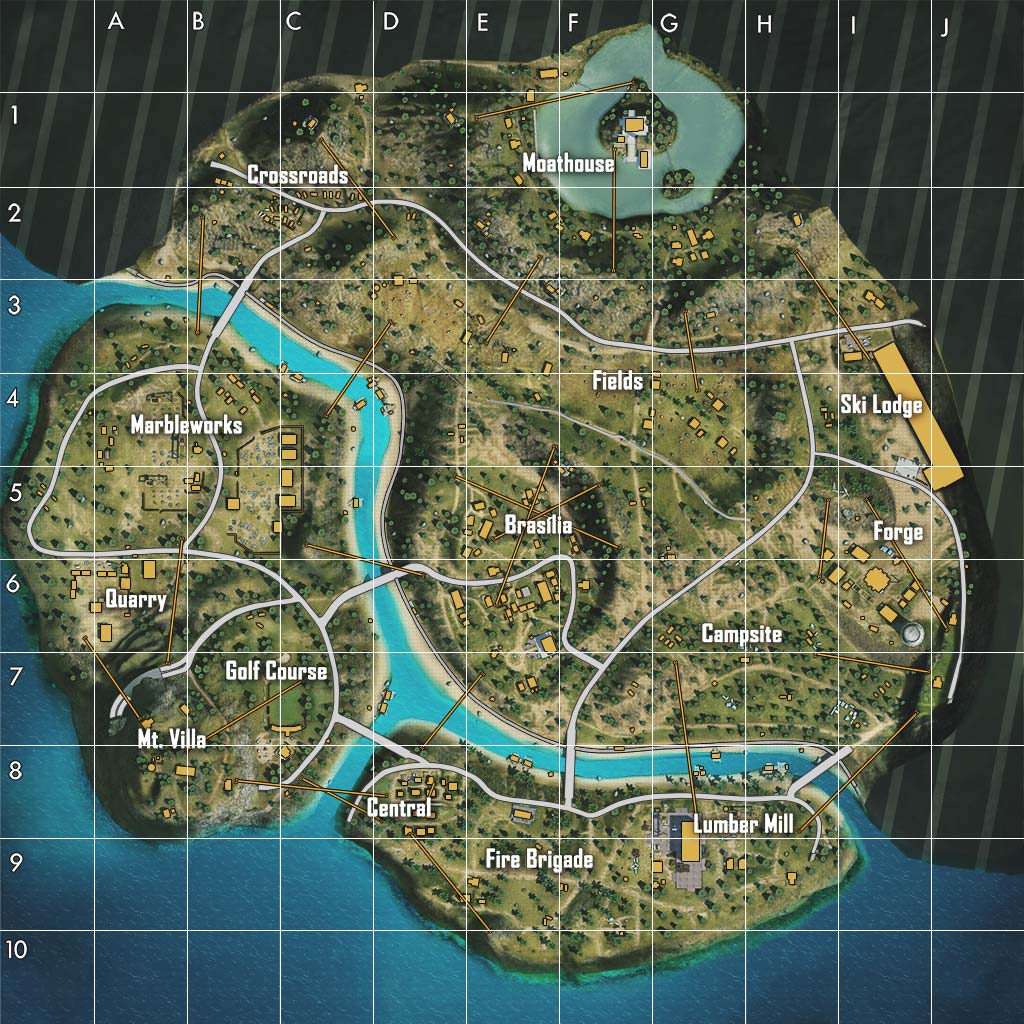 A B C D E F G H I J
1
Moathouse
Crossroads
2
3
Fields
4
Ski Lodge
Marbleworks
5
Brasília
Forge
6
Quarry
Campsite
7
Golf Course
Mt. Villa
8
Central
Lumber Mill
9
Fire Brigade
10